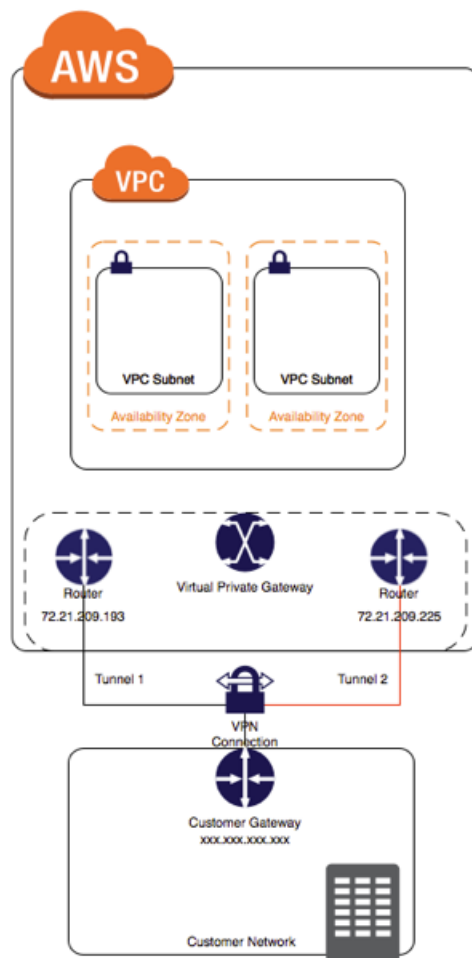 AWS
VPC
VPC Subnet
VPC Subnet
Availability Zone
Availability Zone
Router
72.21.209.193
Virtual Private Gateway
Router
72.21.209.225
Tunnel 1
Tunnel 2
VPN
Connection
Customer Gateway
xxx.xxx.xxx.xxx
Customer Network